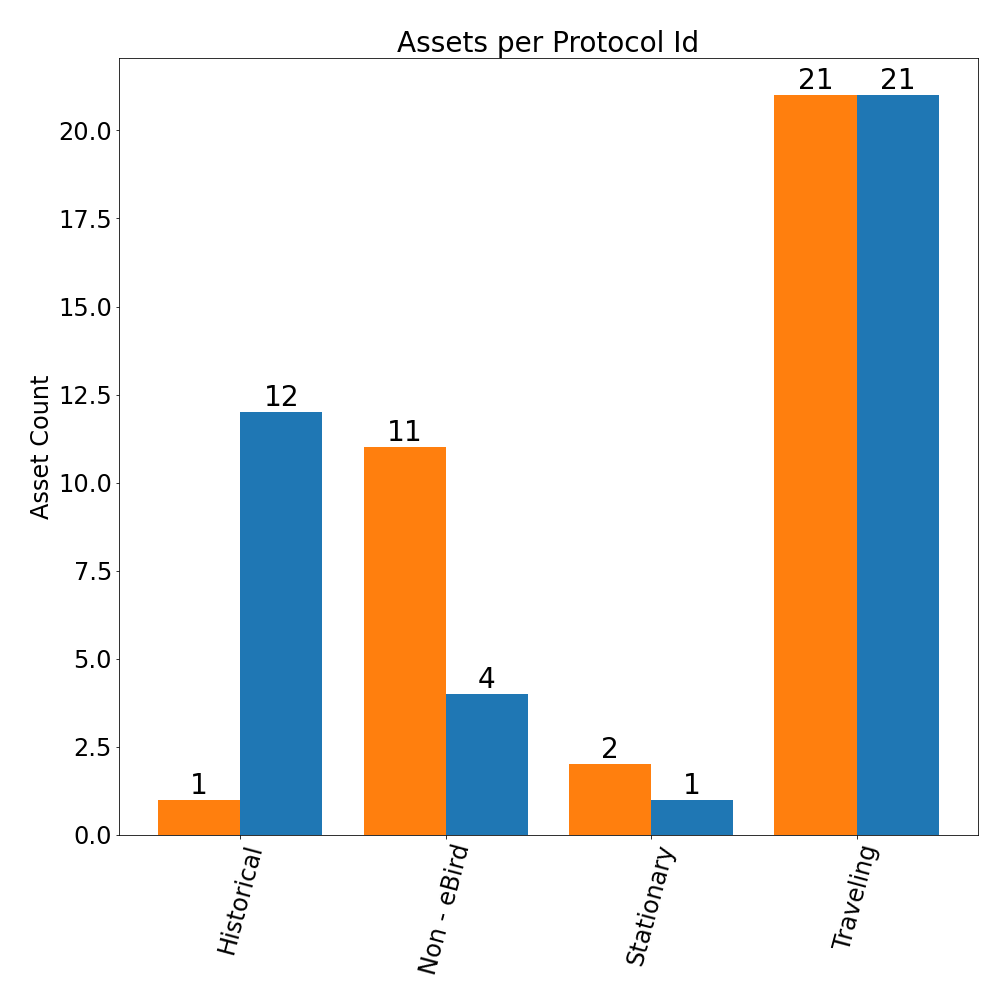 Assets per Protocol Id
21 21
20.0
17.5
15.0
12.5
12
11
10.0
7.5
5.0
4
2.5
2
1
1
0.0
Asset Count
Historical
Non - eBird
Stationary
Traveling